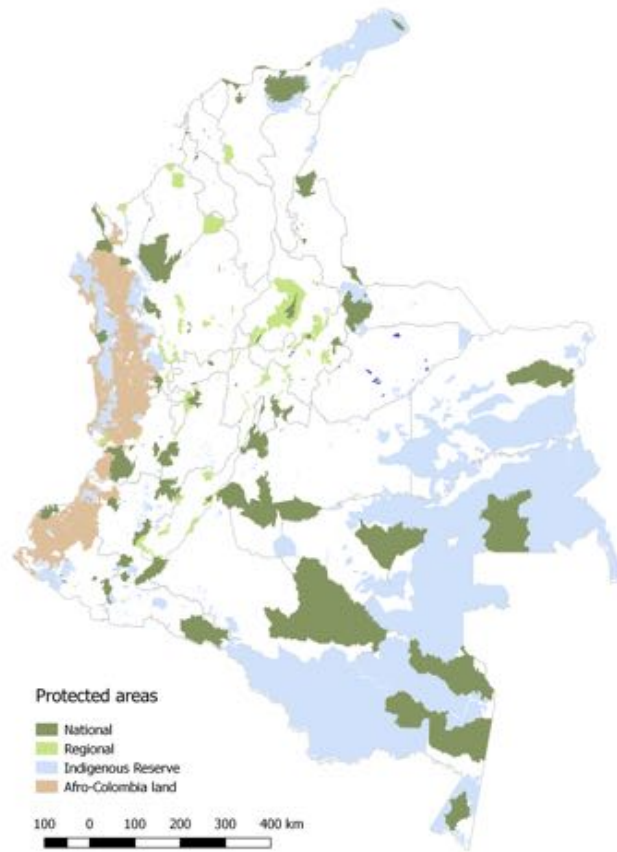 Protected areas
National
Regional
Indigenous Reserve
Afro-Colombia land
100 0 100 200 300 400 km